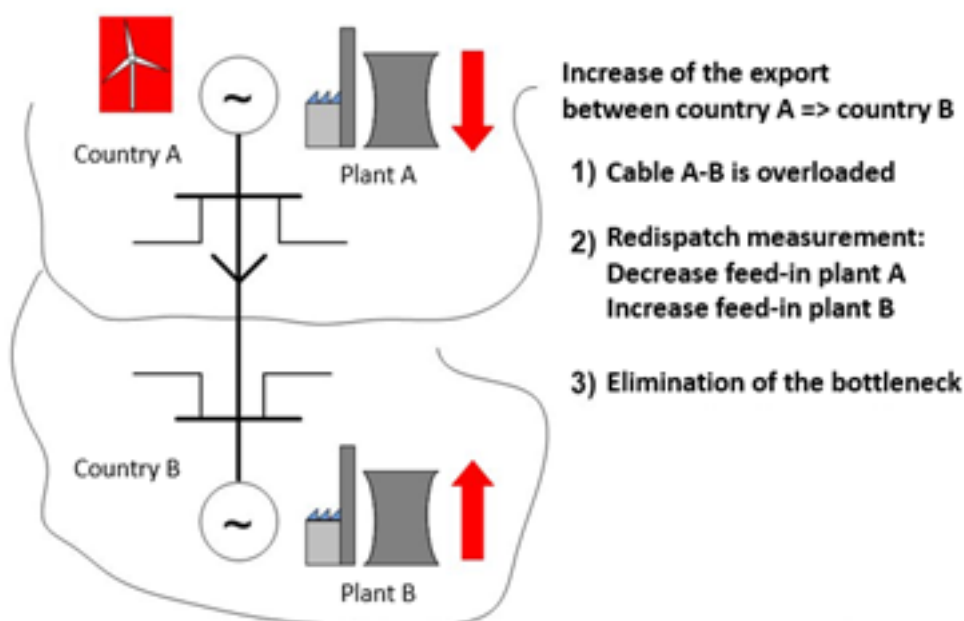 Country A
~
Plant A
Increase of the export
between country A => country B
1) Cable A-B is overloaded
2) Redispatch measurement:
Decrease feed-in plant A
Increase feed-in plant B
3) Elimination of the bottleneck
Country B
~
Plant B